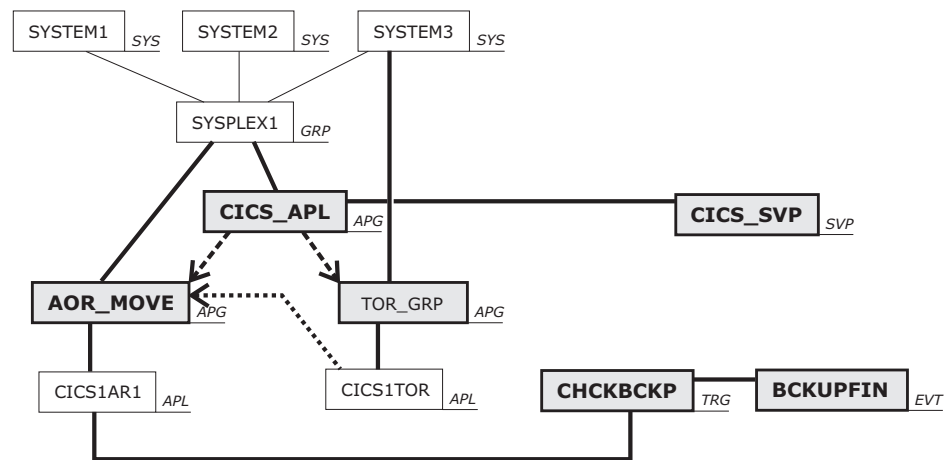 SYSTEM1 SYS
SYSTEM2 SYS
SYSTEM3 SYS
SYSPLEX1 GRP
CICS_APL APG
CICS_SVP SVP
AOR_MOVE APG
TOR_GRP APG
CICS1AR1 APL
CICS1TOR APL
CHCKBCKP TRG
BCKUPFIN EVT